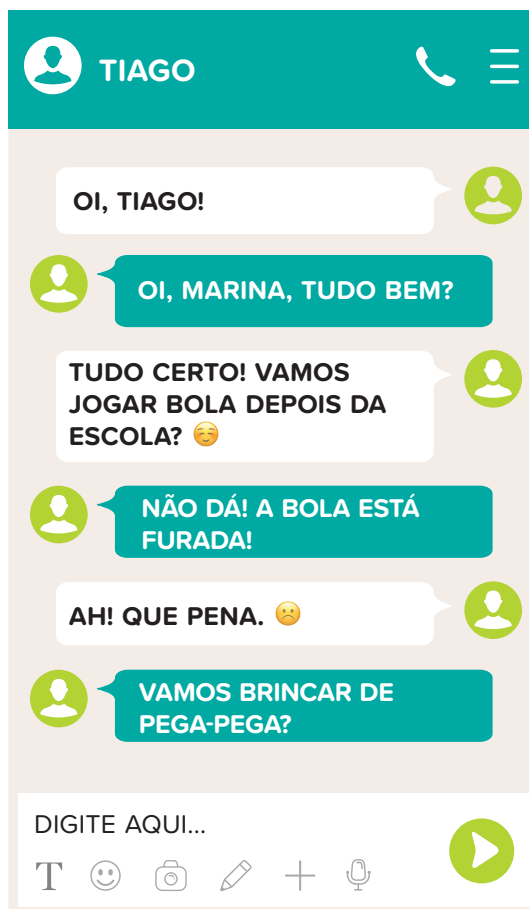 TIAGO
OI, TIAGO!
OI, MARINA, TUDO BEM?
TUDO CERTO! VAMOS
JOGAR BOLA DEPOIS DA
ESCOLA? ☺️
NÃO DÁ! A BOLA ESTÁ
FURADA!
AH! QUE PENA. ☹️
VAMOS BRINCAR DE
PEGA-PEGA?
DIGITE AQUI...
T